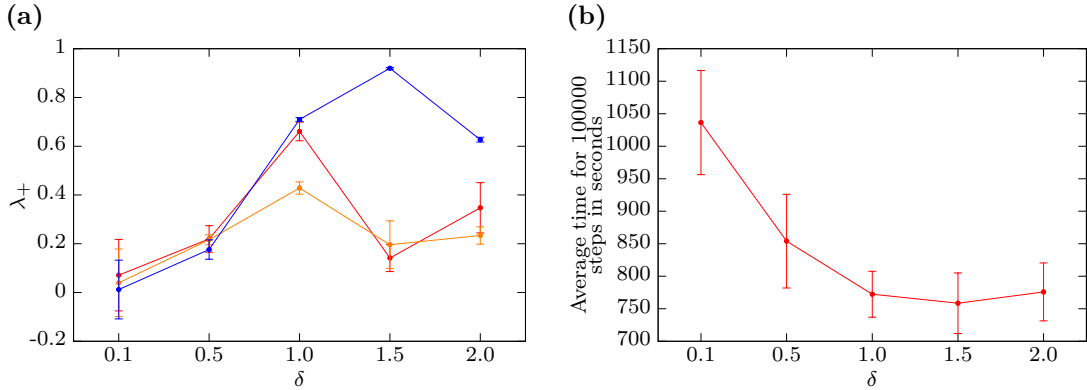 (a)
1
0.8
0.6
0.4
0.2
0
-0.2
λ+
0.1 0.5 1.0 1.5 2.0
δ
(b)
1150
1100
1050
1000
950
900
850
800
750
700
Average time for 100000
steps in seconds
0.1 0.5 1.0 1.5 2.0
δ